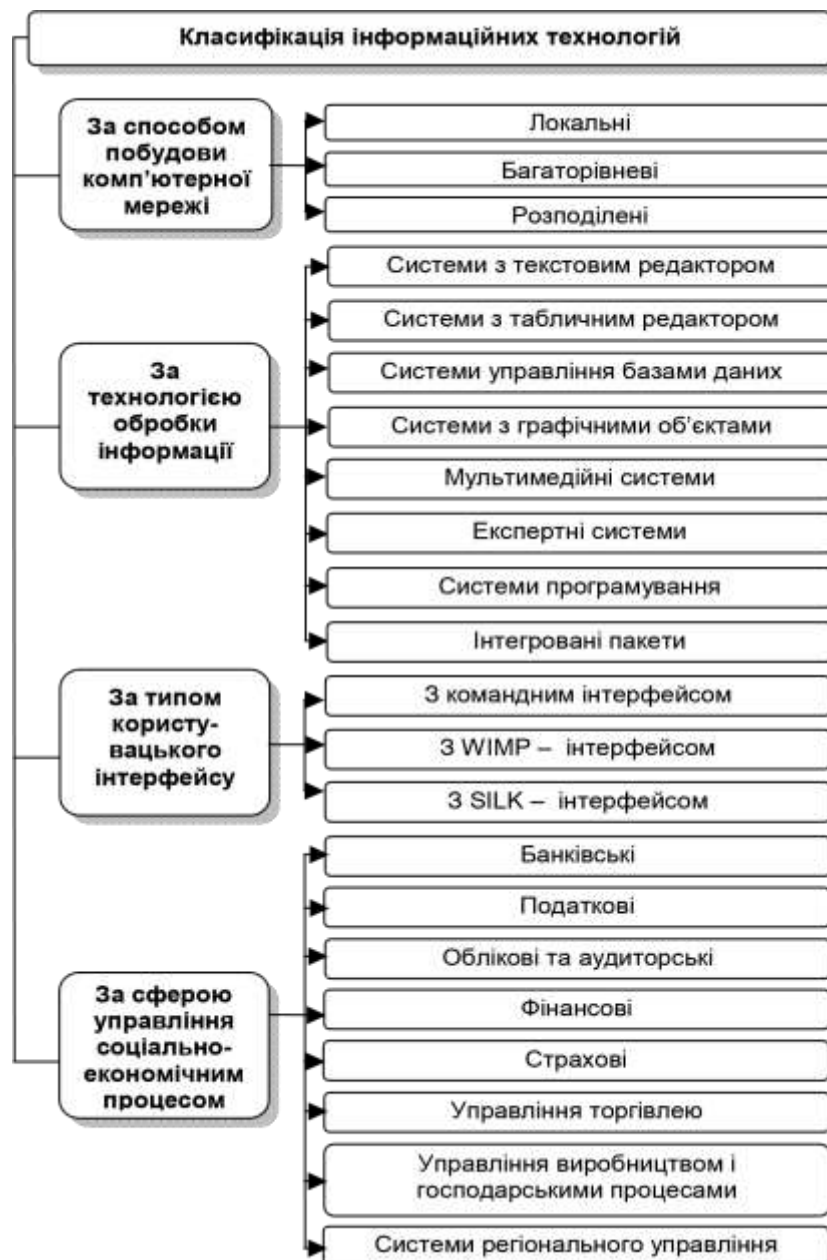 Класифікація інформаційних технологій
За способом
побудови
комп’ютерної
мережі
Локальні
Багаторівневі
Розподілені
За
технологією
обробки
інформації
Системи з текстовим редактором
Системи з табличним редактором
Системи управління базами даних
Системи з графічними об’єктами
Мультимедійні системи
Експертні системи
Системи програмування
Інтегровані пакети
За типом
користу-
вацького
інтерфейсу
З командним інтерфейсом
З WIMP – інтерфейсом
З SILK – інтерфейсом
За сферою
управління
соціально-
економічним
процесом
Банківські
Податкові
Облікові та аудиторські
Фінансові
Страхові
Управління торгівлею
Управління виробництвом і
господарськими процесами
Системи регіонального управління